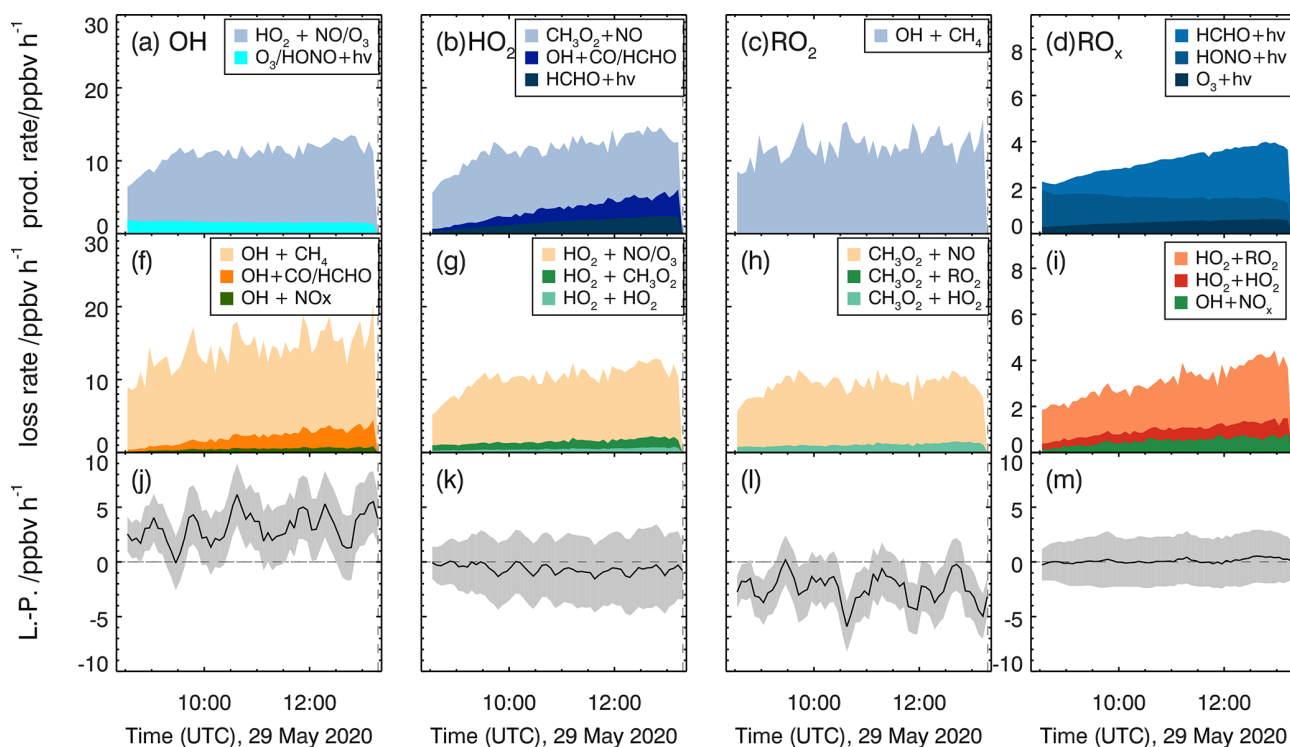 prod. rate/ppbv h⁻¹
30
20
10
0
(a) OH
HO₂ + NO/O₃
O₃/HONO+hν
(b)HO₂
CH₃O₂+NO
OH+CO/HCHO
HCHO+hν
(c)RO₂
OH + CH₄
8
6
4
2
0
(d)ROₓ
HCHO+hν
HONO+hν
O₃+hν
loss rate /ppbv h⁻¹
30
20
10
0
(f)
OH + CH₄
OH+CO/HCHO
OH + NOx
(g)
HO₂ + NO/O₃
HO₂ + CH₃O₂
HO₂ + HO₂
(h)
CH₃O₂ + NO
CH₃O₂ + RO₂
CH₃O₂ + HO₂
8
6
4
2
0
(i)
HO₂+RO₂
HO₂+HO₂
OH+NOₓ
L.-P. /ppbv h⁻¹
10
5
0
-5
-10
(j)
(k)
(l)
10
5
0
-5
-10
(m)
10:00 12:00
10:00 12:00
10:00 12:00
10:00 12:00
Time (UTC), 29 May 2020
Time (UTC), 29 May 2020
Time (UTC), 29 May 2020
Time (UTC), 29 May 2020